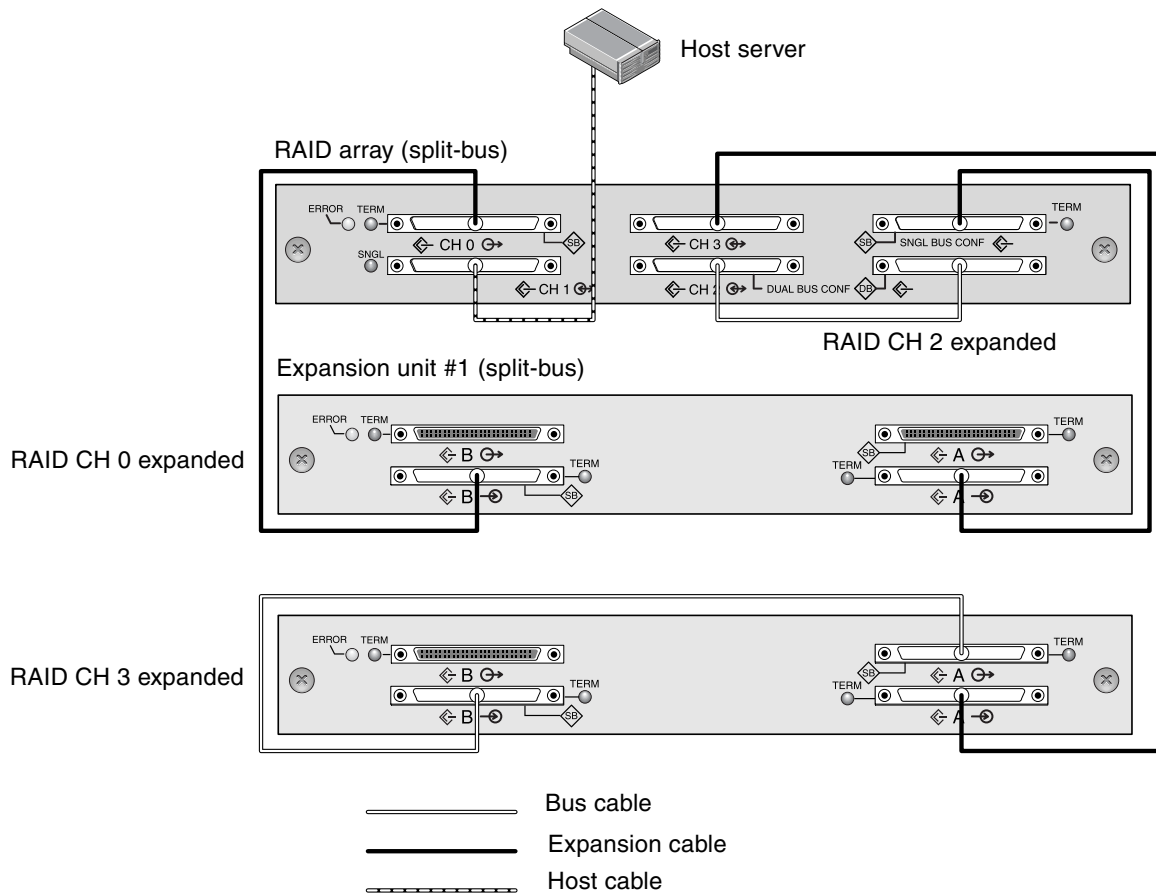 Host server
RAID array (split-bus)
ERROR TERM
SB
CH 0
CH 3
SB SNGL BUS CONF
TERM
SNGL
CH 1
CH 2
DUAL BUS CONF DB
RAID CH 2 expanded
Expansion unit #1 (split-bus)
ERROR TERM
TERM
B
SB
A
RAID CH 0 expanded
TERM
TERM
B
SB
A
ERROR TERM
TERM
B
SB
A
RAID CH 3 expanded
TERM
TERM
B
SB
A
Bus cable
Expansion cable
Host cable